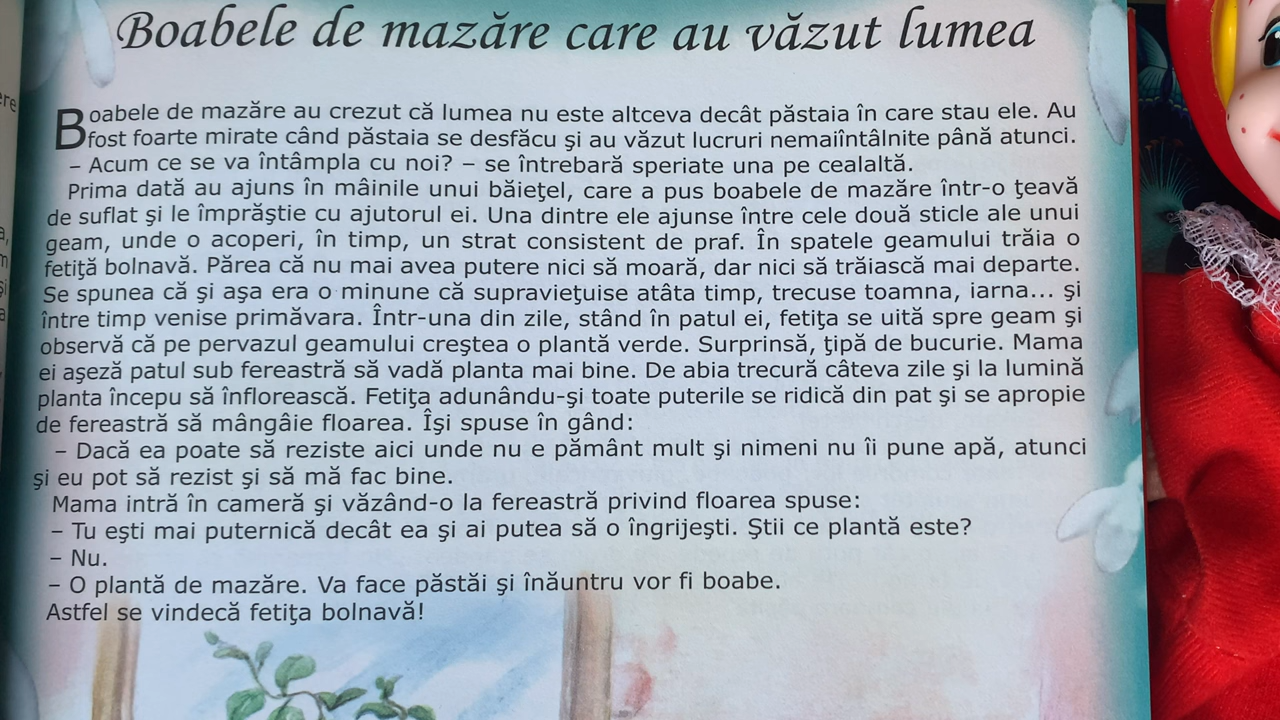 Boabele de mazăre care au văzut lumea
Boabele de mazăre au crezut că lumea nu este altceva decât păstaia în care stau ele. Au
fost foarte mirate când păstaia se desfăcu şi au văzut lucruri nemaiîntâlnite până atunci.
– Acum ce se va întâmpla cu noi? – se întrebară speriate una pe cealaltă.
Prima dată au ajuns în mâinile unui băieţel, care a pus boabele de mazăre într-o ţeavă
de suflat şi le împrăştie cu ajutorul ei. Una dintre ele ajunse între cele două sticle ale unui
geam, unde o acoperi, în timp, un strat consistent de praf. În spatele geamului trăia o
fetiţă bolnavă. Părea că nu mai avea putere nici să moară, dar nici să trăiască mai departe.
Se spunea că şi aşa era o minune că supravieţuise atâta timp, trecuse toamna, iarna... şi
între timp venise primăvara. Într-una din zile, stând în patul ei, fetiţa se uită spre geam şi
observă că pe pervazul geamului creştea o plantă verde. Surprinsă, ţipă de bucurie. Mama
ei aşeză patul sub fereastră să vadă planta mai bine. De abia trecură câteva zile şi la lumină
planta începu să înflorească. Fetiţa adunându-şi toate puterile se ridică din pat şi se apropie
de fereastră să mângâie floarea. Îşi spuse în gând:
– Dacă ea poate să reziste aici unde nu e pământ mult şi nimeni nu îi pune apă, atunci
şi eu pot să rezist şi să mă fac bine.
Mama intră în cameră şi văzând-o la fereastră privind floarea spuse:
– Tu eşti mai puternică decât ea şi ai putea să o îngrijeşti. Ştii ce plantă este?
– Nu.
– O plantă de mazăre. Va face păstăi şi înăuntru vor fi boabe.
Astfel se vindecă fetiţa bolnavă!